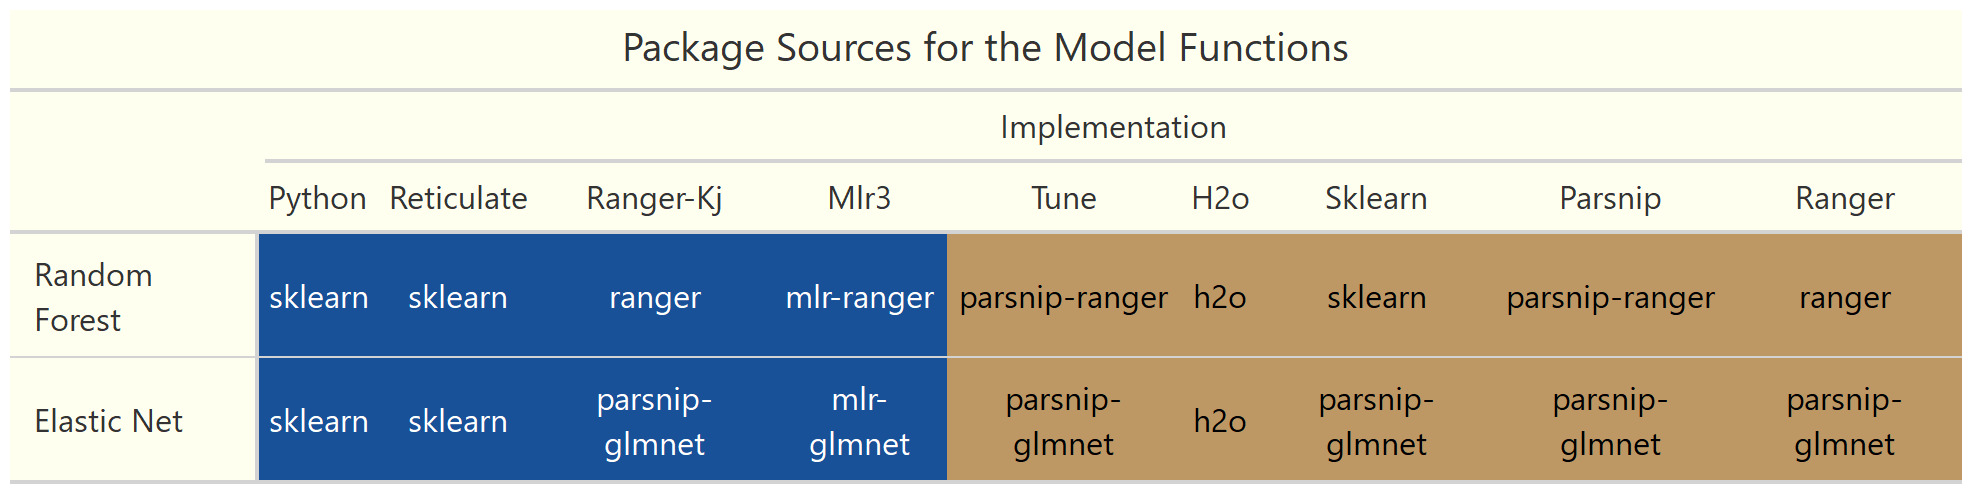 Package Sources for the Model Functions
Implementation
Python Reticulate Ranger-Kj Mlr3 Tune H2o Sklearn Parsnip Ranger
Random Forest sklearn sklearn ranger mlr-ranger parsnip-ranger h2o sklearn parsnip-ranger ranger
Elastic Net sklearn sklearn parsnip-glmnet mlr-glmnet parsnip-glmnet h2o parsnip-glmnet parsnip-glmnet parsnip-glmnet